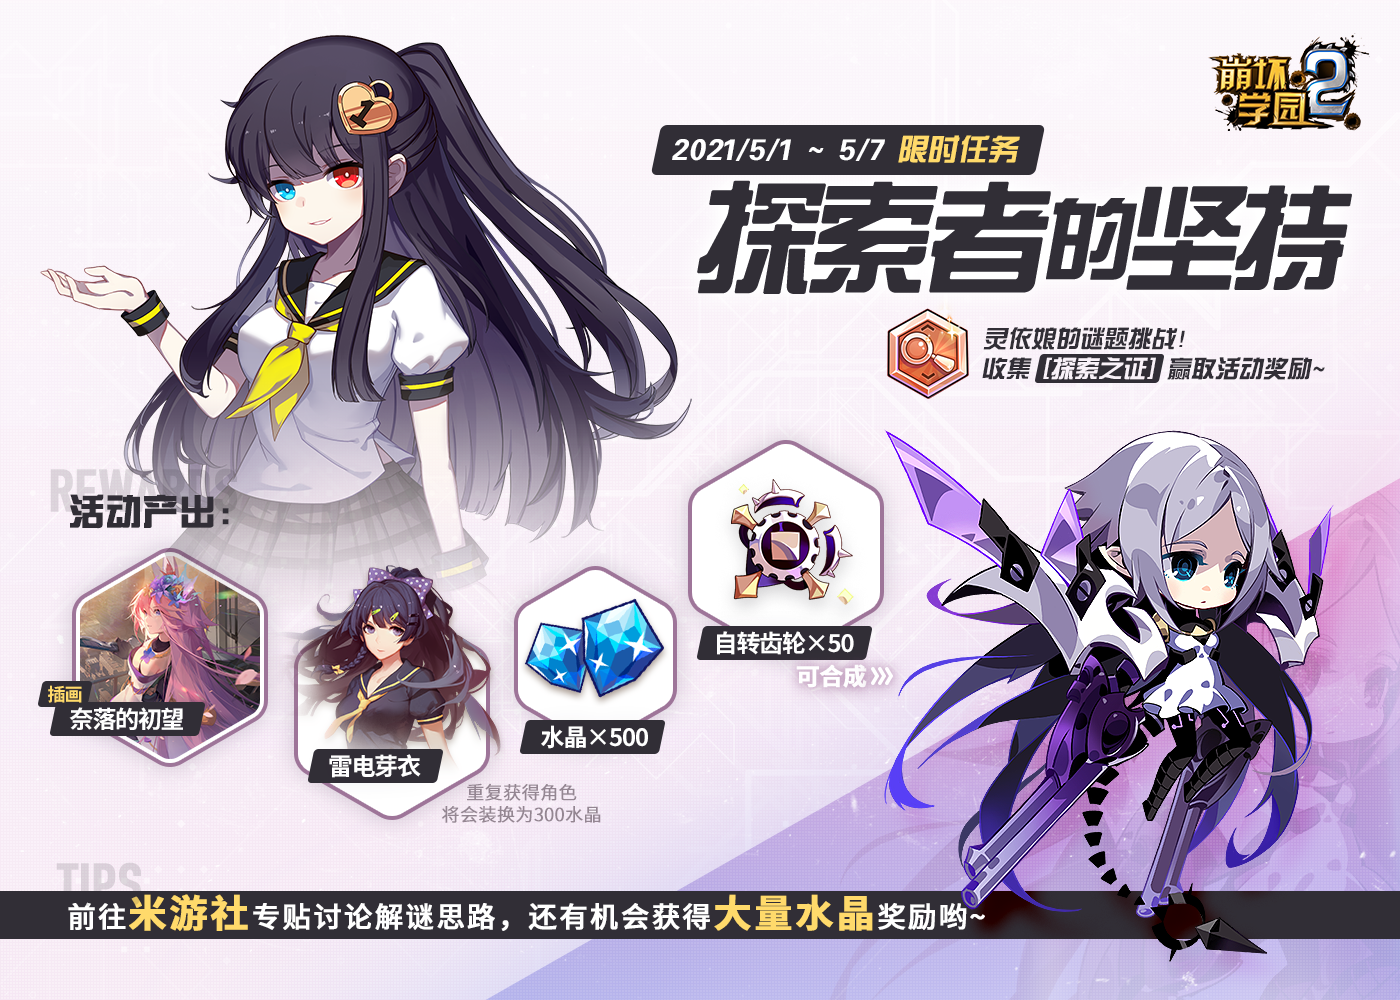 崩坏
学园2
2021/5/1 ~ 5/7 限时任务
探索者的坚持
灵依娘的谜题挑战!
收集[探索之证]赢取活动奖励~
REWARDS
活动产出:
插画
奈落的初望
雷电芽衣
重复获得角色
将会装换为300水晶
水晶×500
自转齿轮×50
可合成
TIPS
前往米游社专贴讨论解谜思路，还有机会获得大量水晶奖励哟~